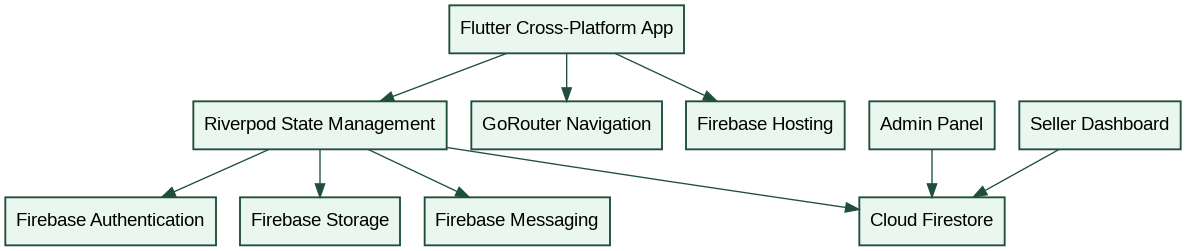 Flutter Cross-Platform App
Riverpod State Management
GoRouter Navigation
Firebase Hosting
Admin Panel
Seller Dashboard
Firebase Authentication
Firebase Storage
Firebase Messaging
Cloud Firestore